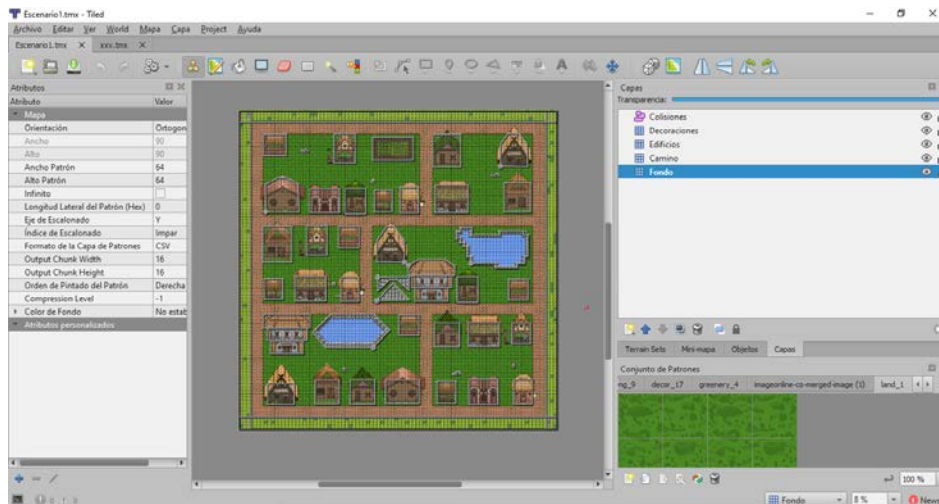 Escenario1.tmx - Tiled
Archivo Editar Ver World Mapa Capa Project Ayuda
Escenario1.tmx xxv.tmx
Atributos
Atributo Valor
Mapa
Orientación Ortogon
Ancho 90
Alto 90
Ancho Patrón 64
Alto Patrón 64
Infinito
Longitud Lateral del Patrón (Hex) 0
Eje de Escalonado Y
Índice de Escalonado Impar
Formato de la Capa de Patrones CSV
Output Chunk Width 16
Output Chunk Height 16
Orden de Pintado del Patrón Derecha
Compression Level -1
Color de Fondo No estab
Atributos personalizados
Capas
Transparencia:
Colisiones
Decoraciones
Edificios
Camino
Fondo
Terrain Sets Mini-mapa Objetos Capas
Conjunto de Patrones
ng_9 decor_17 greenery_4 imageonline-co-merged-image (1) land_1
100 %
Fondo 8 % News